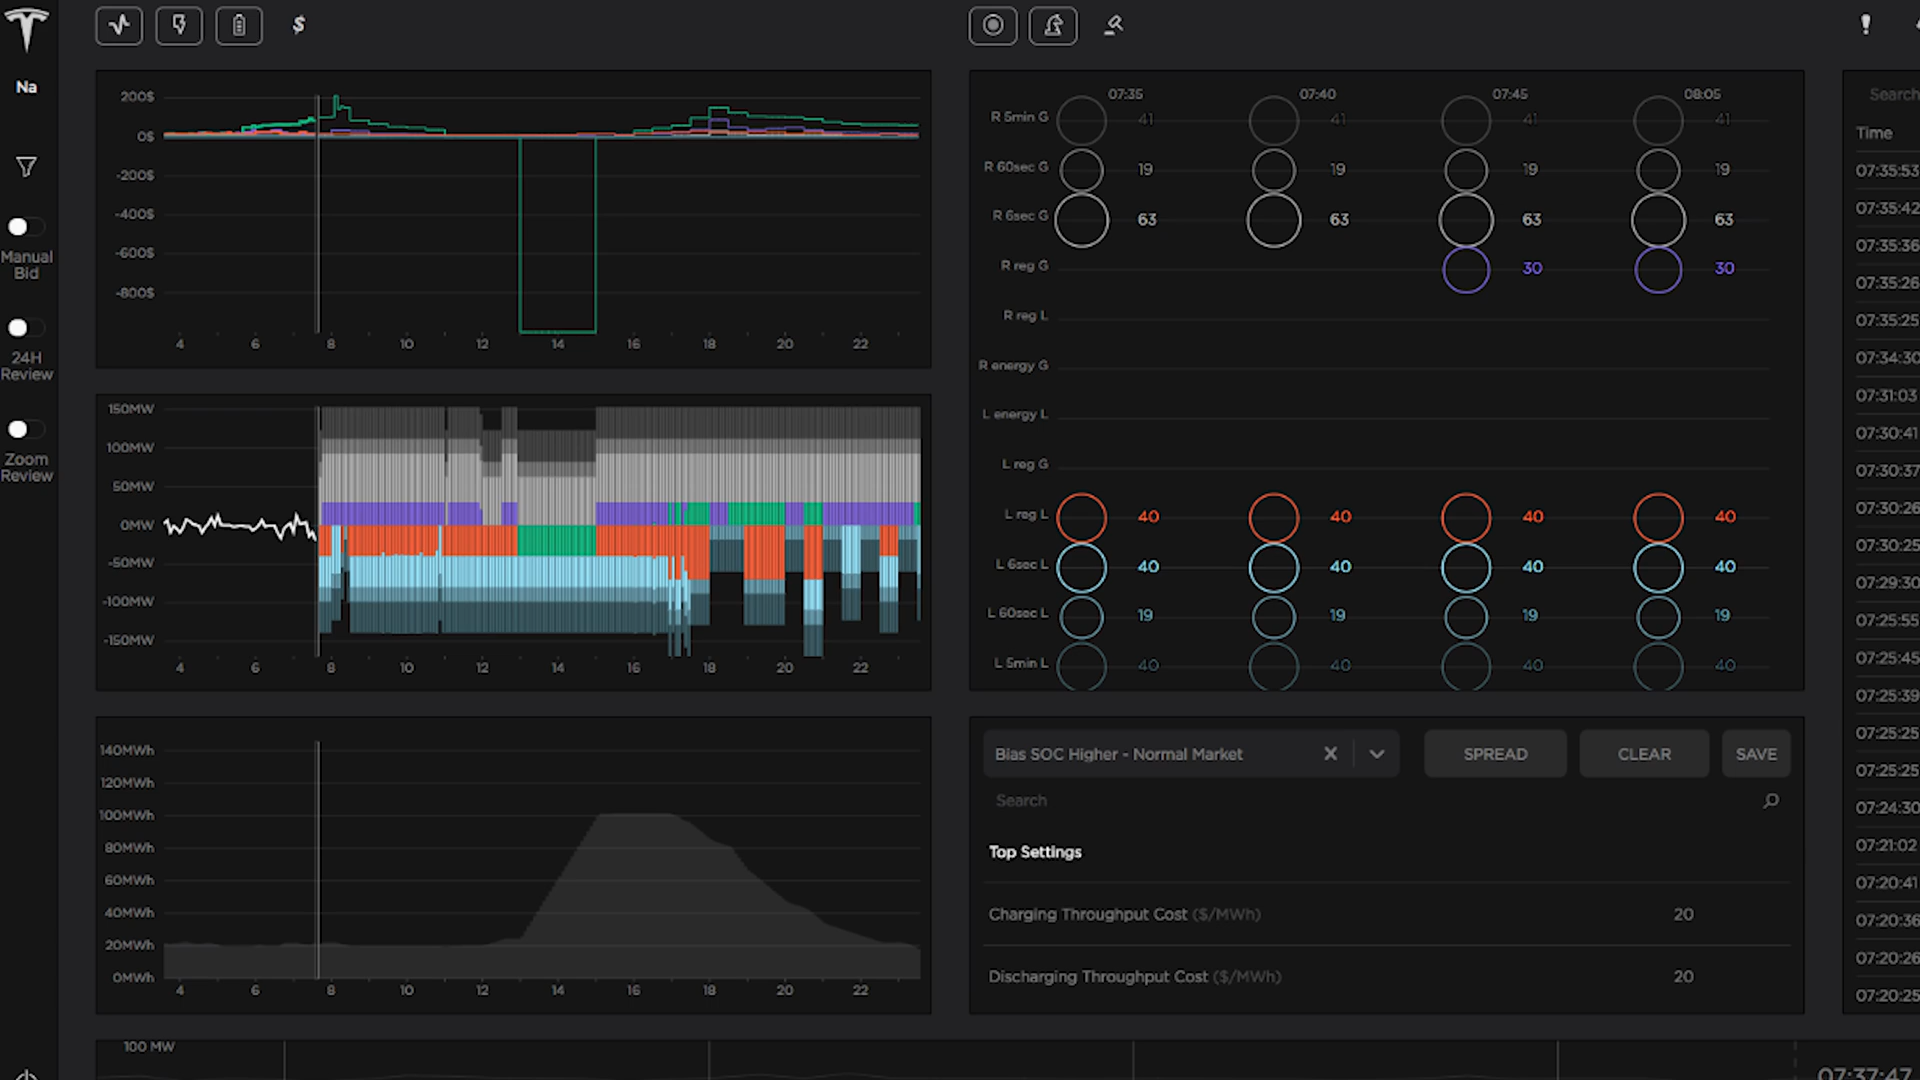 $
Na
Manual
Bid
24H
Review
Zoom
Review
200$
0$
-200$
-400$
-600$
-800$
4 6 8 10 12 14 16 18 20 22
150MW
100MW
50MW
0MW
-50MW
-100MW
-150MW
4 6 8 10 12 14 16 18 20 22
140MWh
120MWh
100MWh
80MWh
60MWh
40MWh
20MWh
0MWh
4 6 8 10 12 14 16 18 20 22
07:35 07:40 07:45 08:05
R 5min G 41 41 41 41
R 60sec G 19 19 19 19
R 6sec G 63 63 63 63
R reg G 30 30
R reg L
R energy G
L energy L
L reg G
L reg L 40 40 40 40
L 6sec L 40 40 40 40
L 60sec L 19 19 19 19
L 5min L 40 40 40 40
Bias SOC Higher - Normal Market
SPREAD CLEAR SAVE
Search
Top Settings
Charging Throughput Cost ($/MWh) 20
Discharging Throughput Cost ($/MWh) 20
Search
Time
07:35:53
07:35:42
07:35:36
07:35:26
07:35:25
07:34:30
07:31:03
07:30:41
07:30:37
07:30:26
07:30:25
07:29:30
07:25:55
07:25:45
07:25:39
07:25:25
07:25:25
07:24:30
07:21:02
07:20:41
07:20:36
07:20:26
07:20:25
100 MW
07:37:47